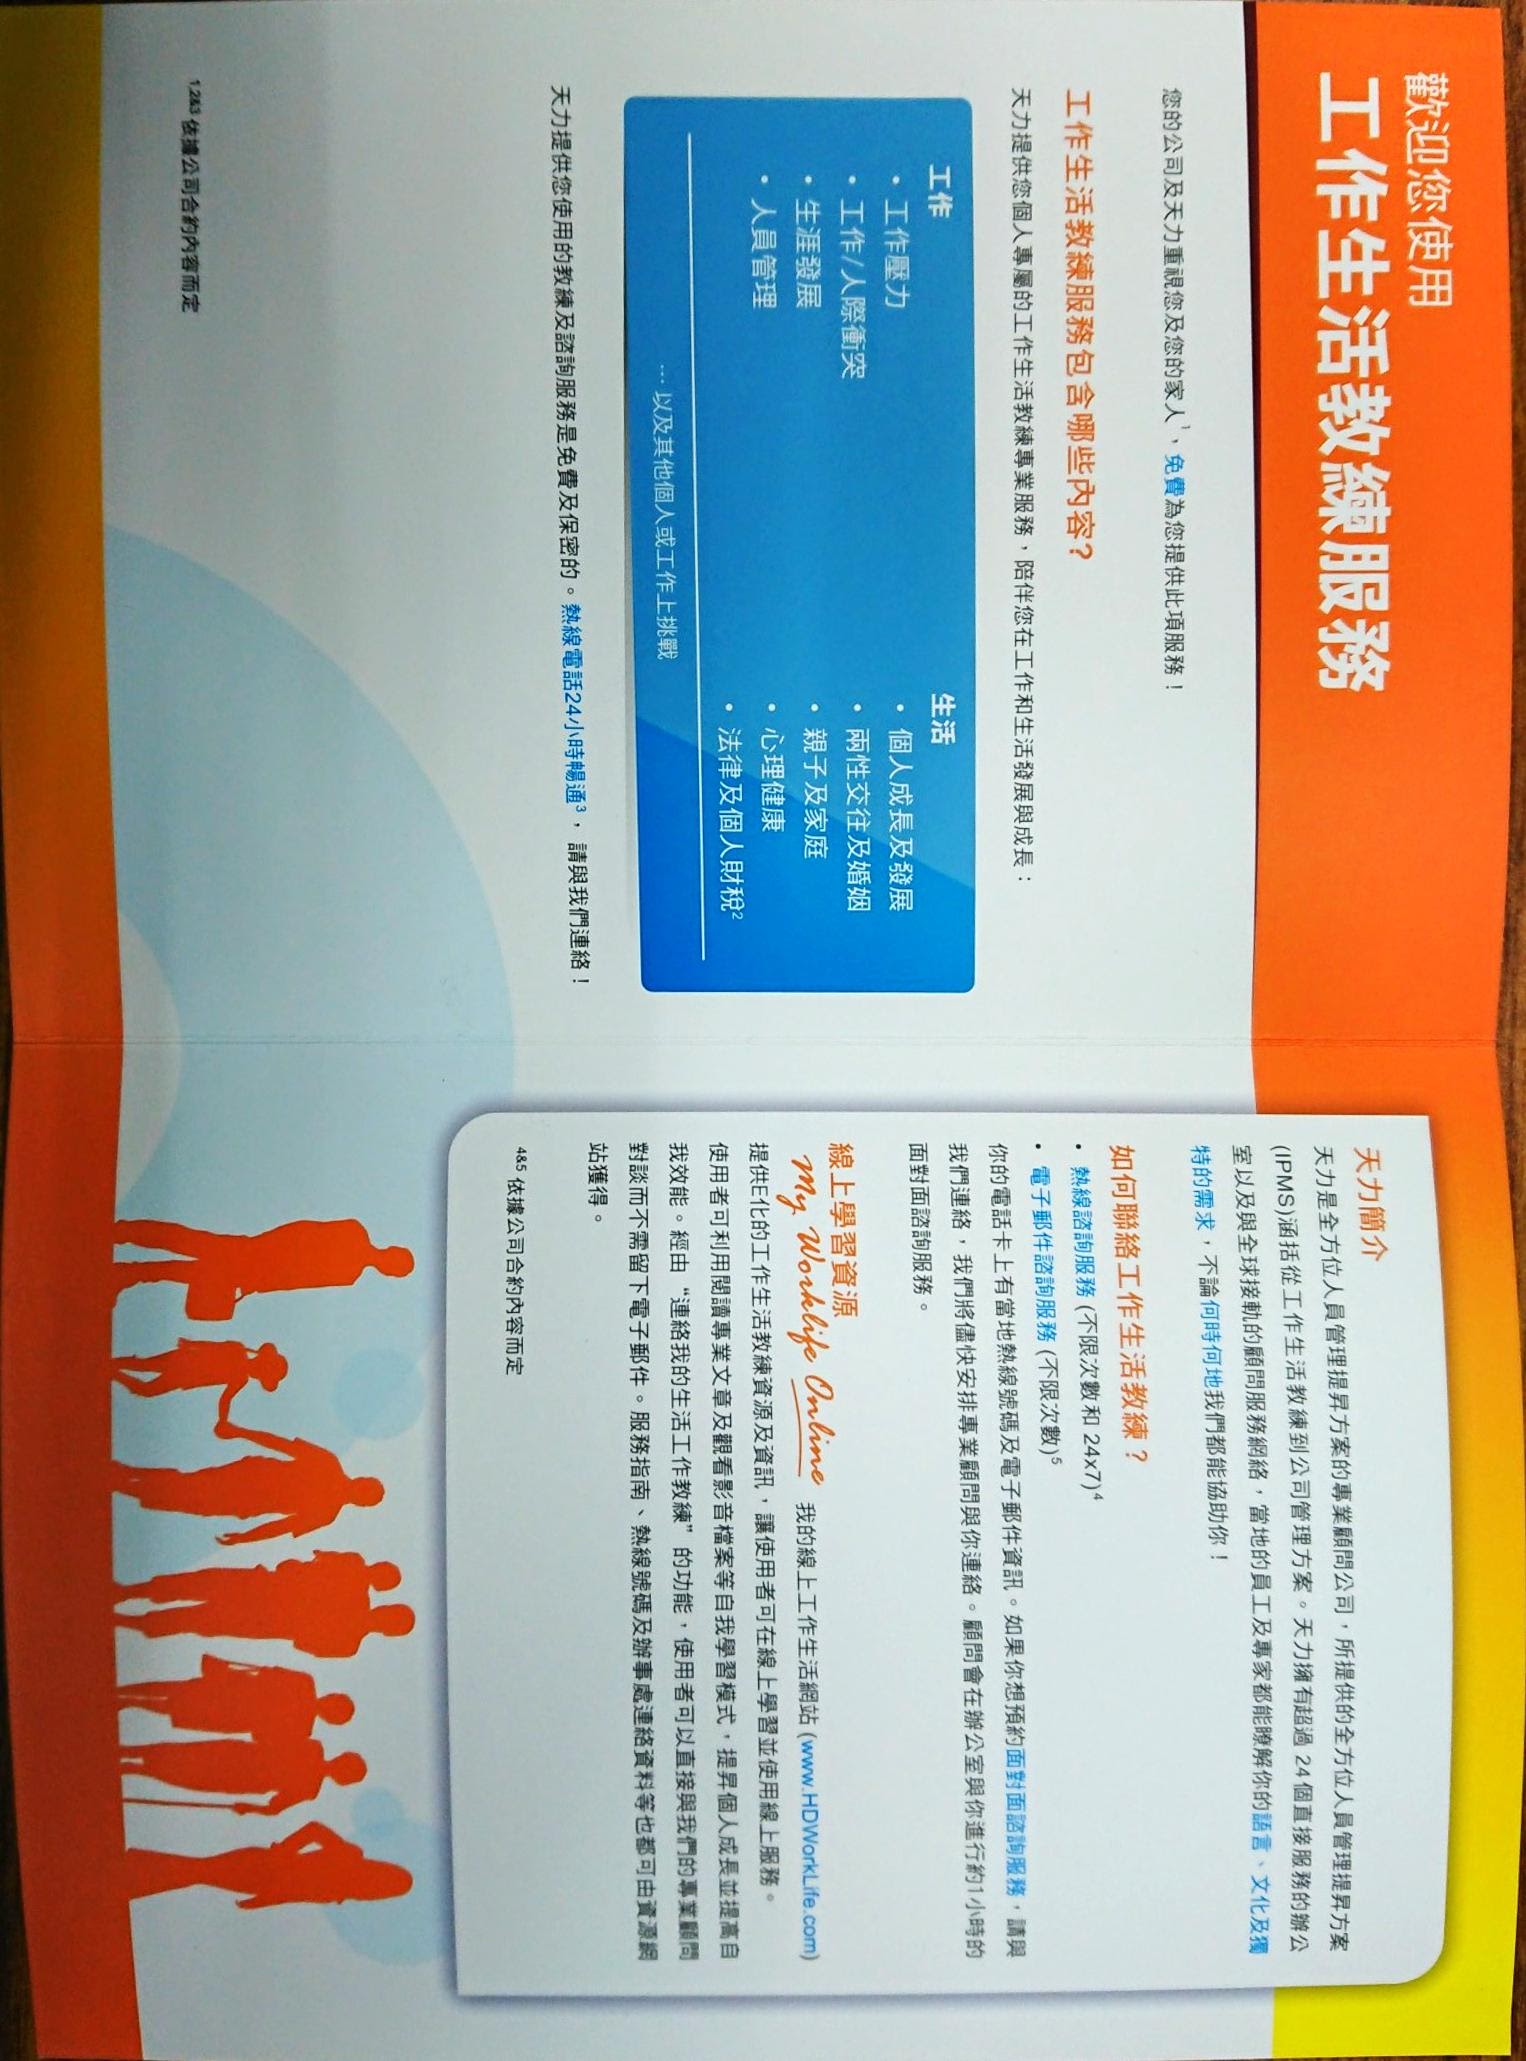 歡迎您使用
工作生活教練服務
您的公司及天力重視您及您的家人1，免費為您提供此項服務！
工作生活教練服務包含哪些內容？
天力提供您個人專屬的工作生活教練專業服務，陪伴您在工作和生活發展與成長：
工作
• 工作壓力
• 工作/人際衝突
• 生涯發展
• 人員管理
生活
• 個人成長及發展
• 兩性交往及婚姻
• 親子及家庭
• 心理健康
• 法律及個人財稅2
… 以及其他個人或工作上挑戰
天力提供您使用的教練及諮詢服務是免費及保密的。熱線電話24小時暢通3，請與我們連絡！
1,2&3 依據公司合約內容而定
天力簡介
天力是全方位人員管理提昇方案的專業顧問公司，所提供的全方位人員管理提昇方案
(IPMS)涵括從工作生活教練到公司管理方案。天力擁有超過 24個直接服務的辦公
室以及與全球接軌的顧問服務網絡，當地的員工及專家都能瞭解你的語言、文化及獨
特的需求，不論何時何地我們都能協助你！
如何聯絡工作生活教練？
• 熱線諮詢服務 (不限次數和 24x7)4
• 電子郵件諮詢服務 (不限次數)5
你的電話卡上有當地熱線號碼及電子郵件資訊。如果你想預約面對面諮詢服務，請與
我們連絡，我們將儘快安排專業顧問與你連絡。顧問會在辦公室與你進行約1小時的
面對面諮詢服務。
線上學習資源
My Worklife Online 我的線上工作生活網站 (www.HDWorkLife.com)
提供E化的工作生活教練資源及資訊，讓使用者可在線上學習並使用線上服務。
使用者可利用閱讀專業文章及觀看影音檔案等自我學習模式，提昇個人成長並提高自
我效能。經由“連絡我的生活工作教練”的功能，使用者可以直接與我們的專業顧問
對談而不需留下電子郵件。服務指南、熱線號碼及辦事處連絡資料等也都可由資源網
站獲得。
4&5 依據公司合約內容而定